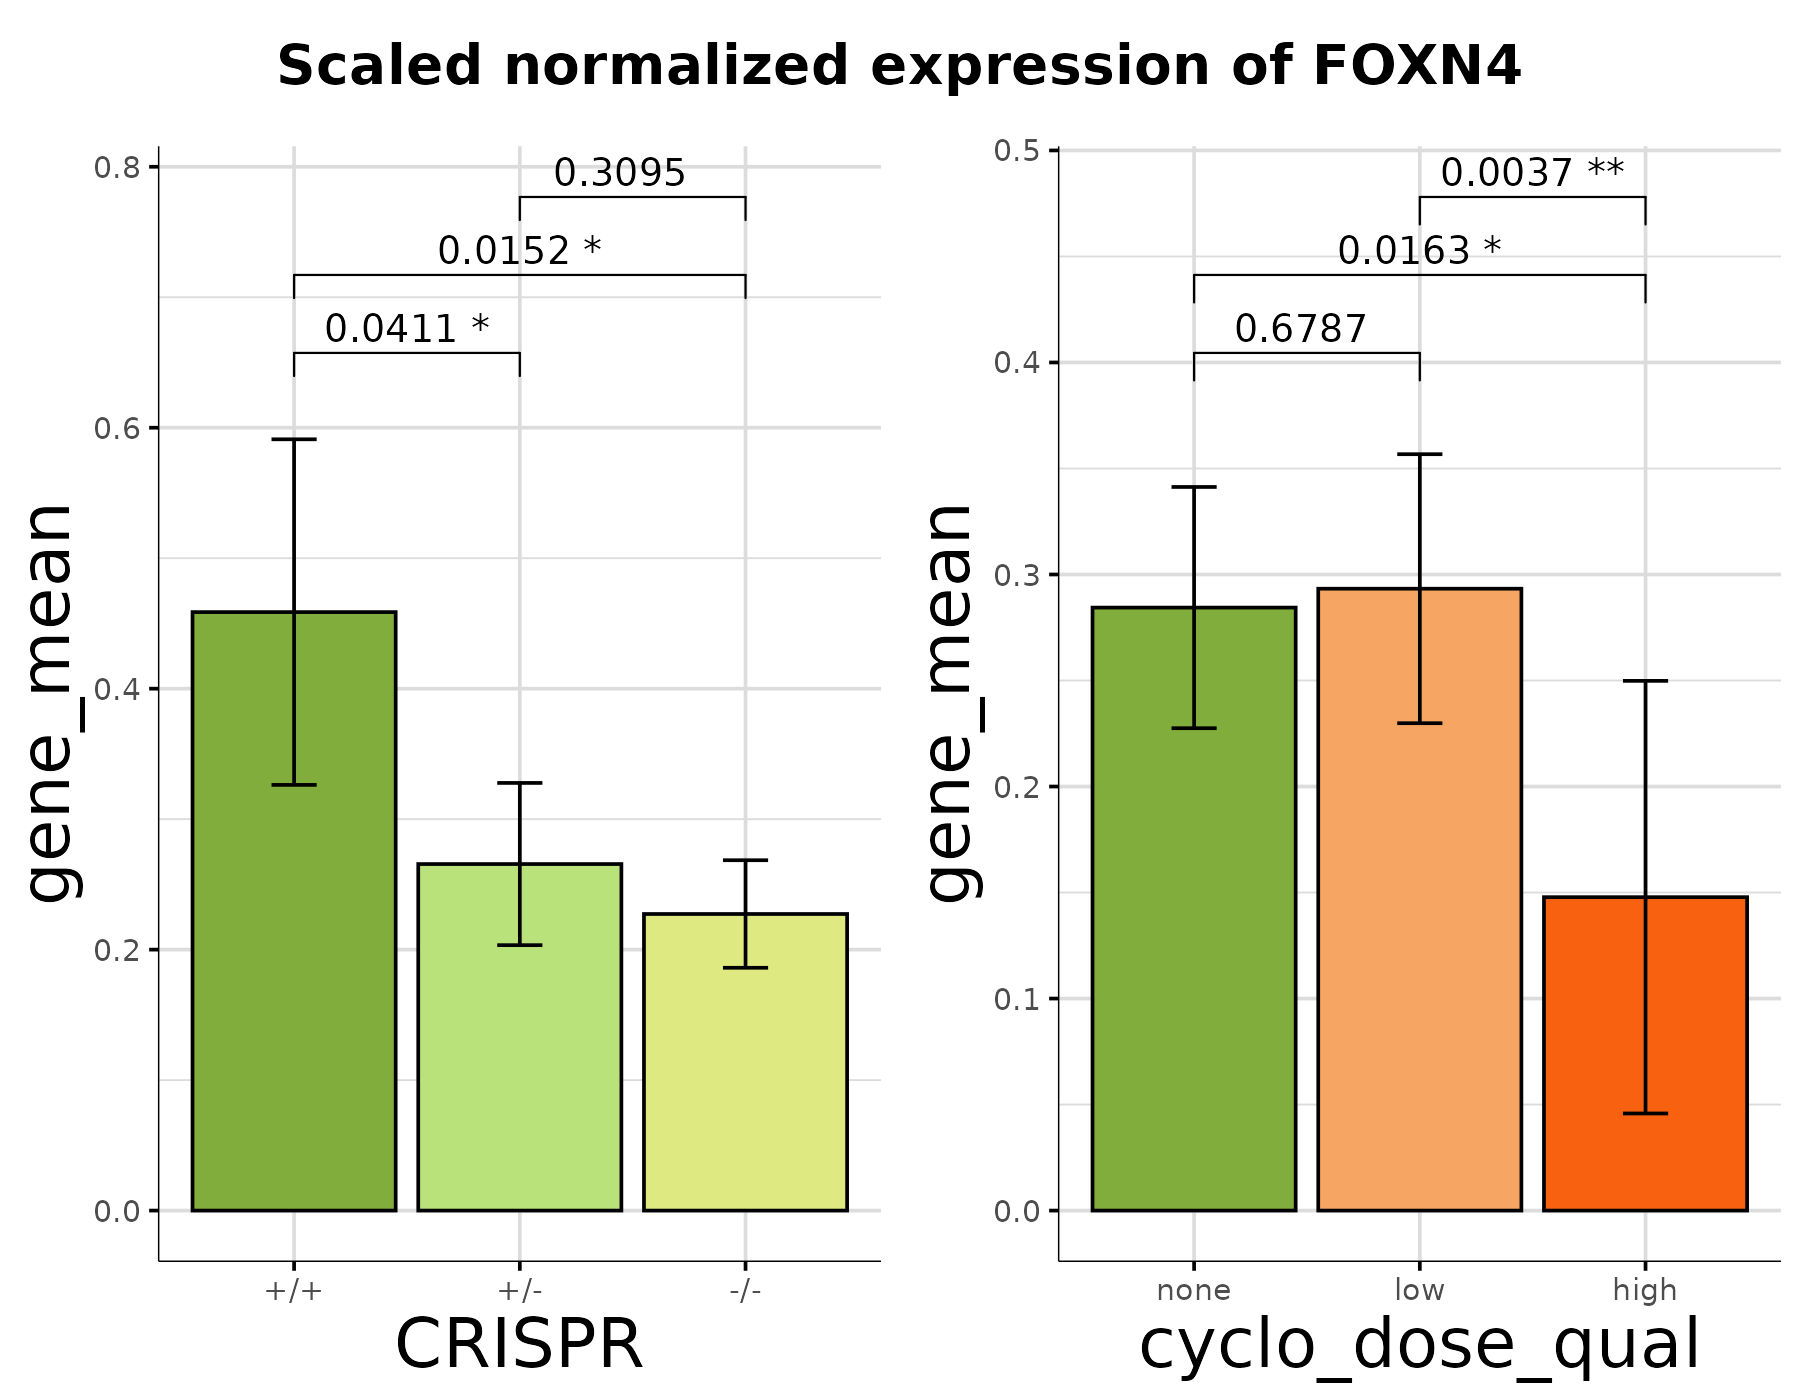 Scaled normalized expression of FOXN4
gene_mean
0.8
0.6
0.4
0.2
0.0
0.3095
0.0152 *
0.0411 *
+/+
+/-
-/-
CRISPR
gene_mean
0.5
0.4
0.3
0.2
0.1
0.0
0.0037 **
0.0163 *
0.6787
none
low
high
cyclo_dose_qual